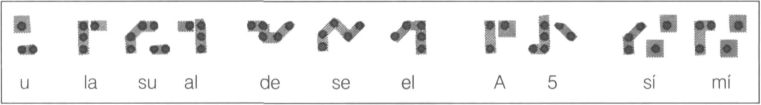 u la su al de se el A 5 sí mí